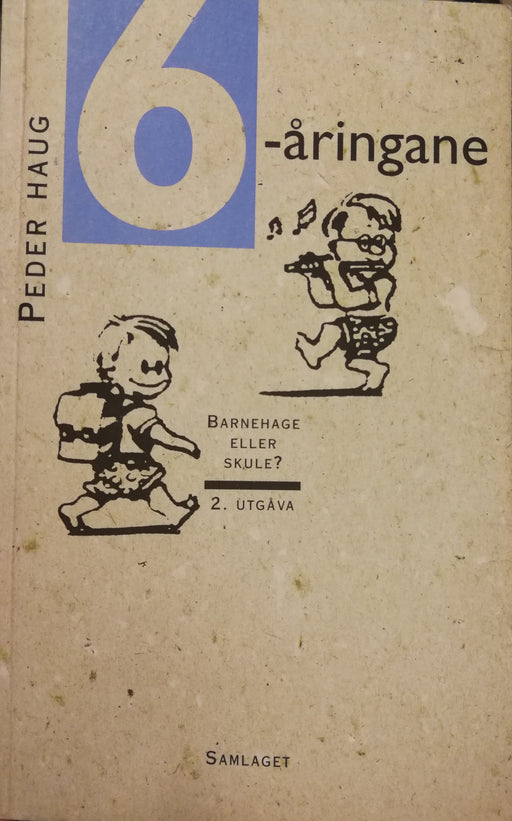 PEDER HAUG
6-åringane
BARNEHAGE
ELLER
SKULE?
2. UTGÅVA
SAMLAGET